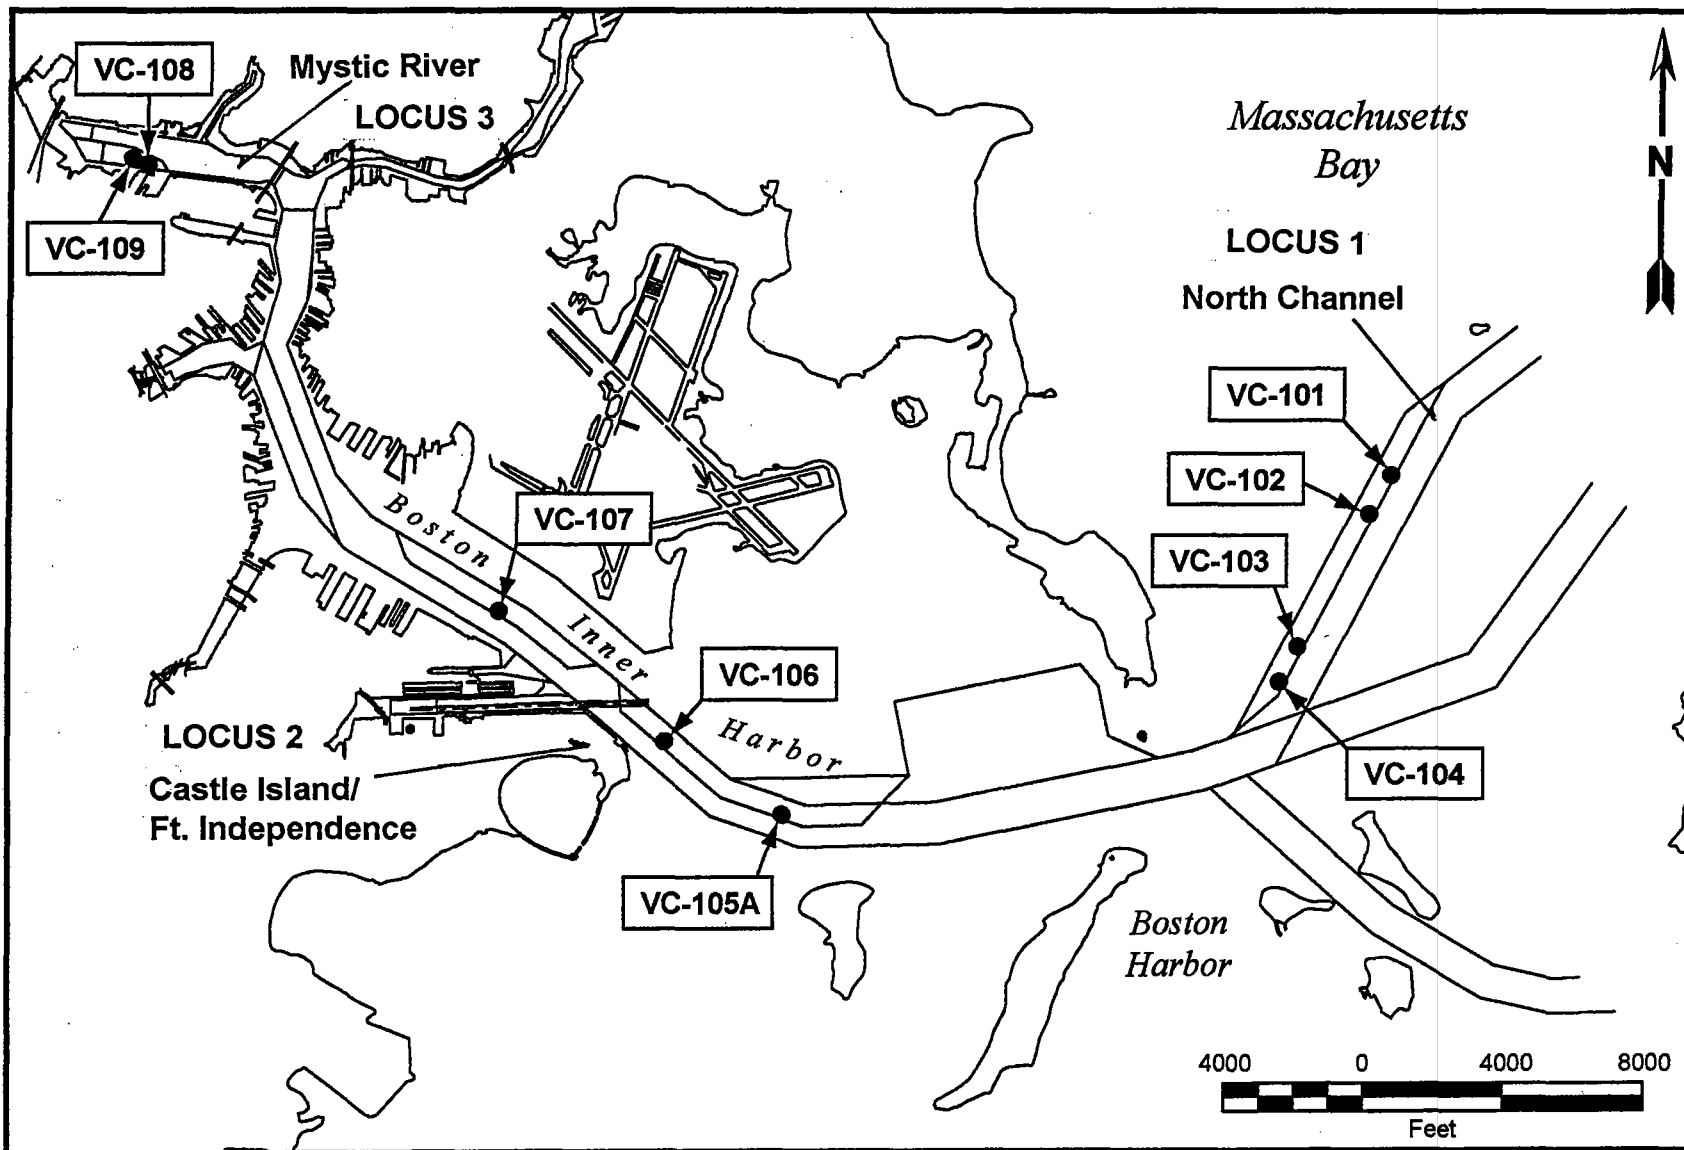 VC-108
Mystic River
LOCUS 3
VC-109
Massachusetts
Bay
N
LOCUS 1
North Channel
VC-101
VC-102
VC-103
VC-104
Boston
Inner
Harbor
VC-107
VC-106
VC-105A
LOCUS 2
Castle Island/
Ft. Independence
Boston
Harbor
4000 0 4000 8000
Feet